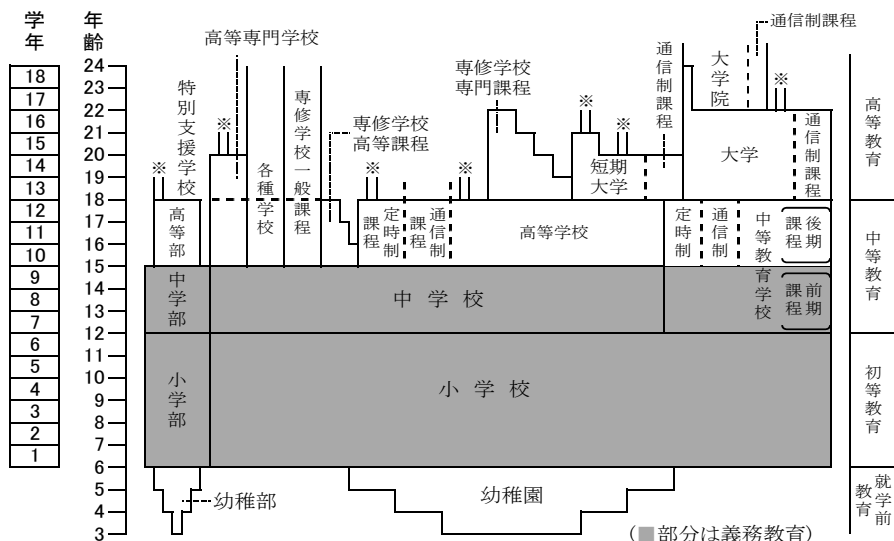 学年
年齢
18
17
16
15
14
13
12
11
10
9
8
7
6
5
4
3
2
1
24
23
22
21
20
19
18
17
16
15
14
13
12
11
10
9
8
7
6
5
4
3
特別支援学校
※
高等部
中学部
小学部
幼稚部
高等専門学校
※
各種学校
専修学校一般課程
専修学校
高等課程
※
定時制
課程
通信制
課程
※
高等学校
専修学校
専門課程
※
短期
大学
※
通信制課程
大学院
通信制課程
※
大学
通信制課程
定時制
通信制
中等教育学校
後期
課程
前期
課程
中学校
小学校
幼稚園
高等教育
中等教育
初等教育
就学前
教育
(■部分は義務教育)